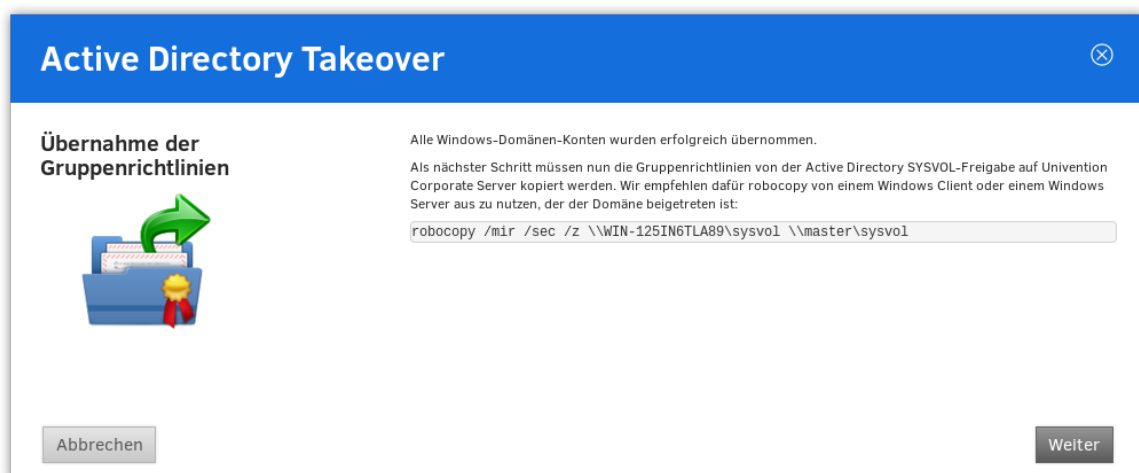 Active Directory Takeover
Übernahme der
Gruppenrichtlinien
Alle Windows-Domänen-Konten wurden erfolgreich übernommen.
Als nächster Schritt müssen nun die Gruppenrichtlinien von der Active Directory SYSVOL-Freigabe auf Univention
Corporate Server kopiert werden. Wir empfehlen dafür robocopy von einem Windows Client oder einem Windows
Server aus zu nutzen, der der Domäne beigetreten ist:
robocopy /mir /sec /z \\WIN-125IN6TLA89\sysvol \\master\sysvol
Abbrechen
Weiter